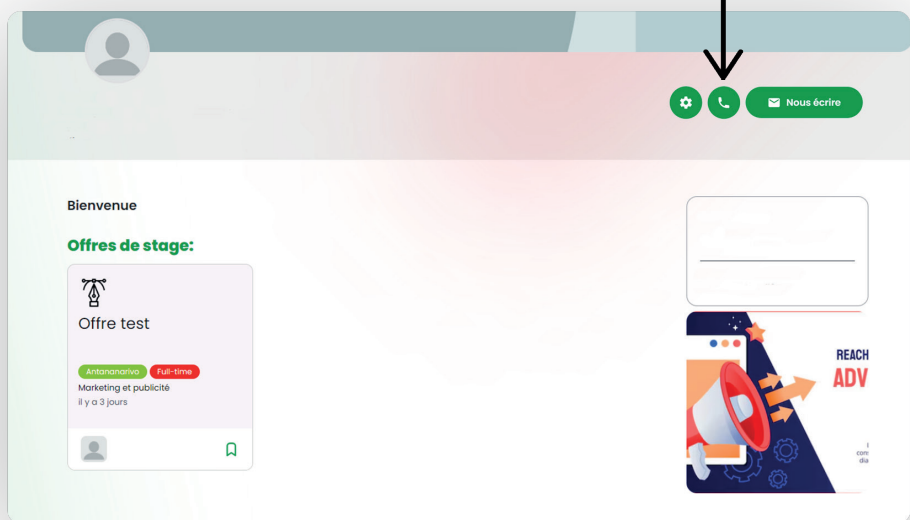 Nous écrire
Bienvenue
Offres de stage:
Offre test
Antananarivo Full-time
Marketing et publicité
il y a 3 jours
REACH
ADV